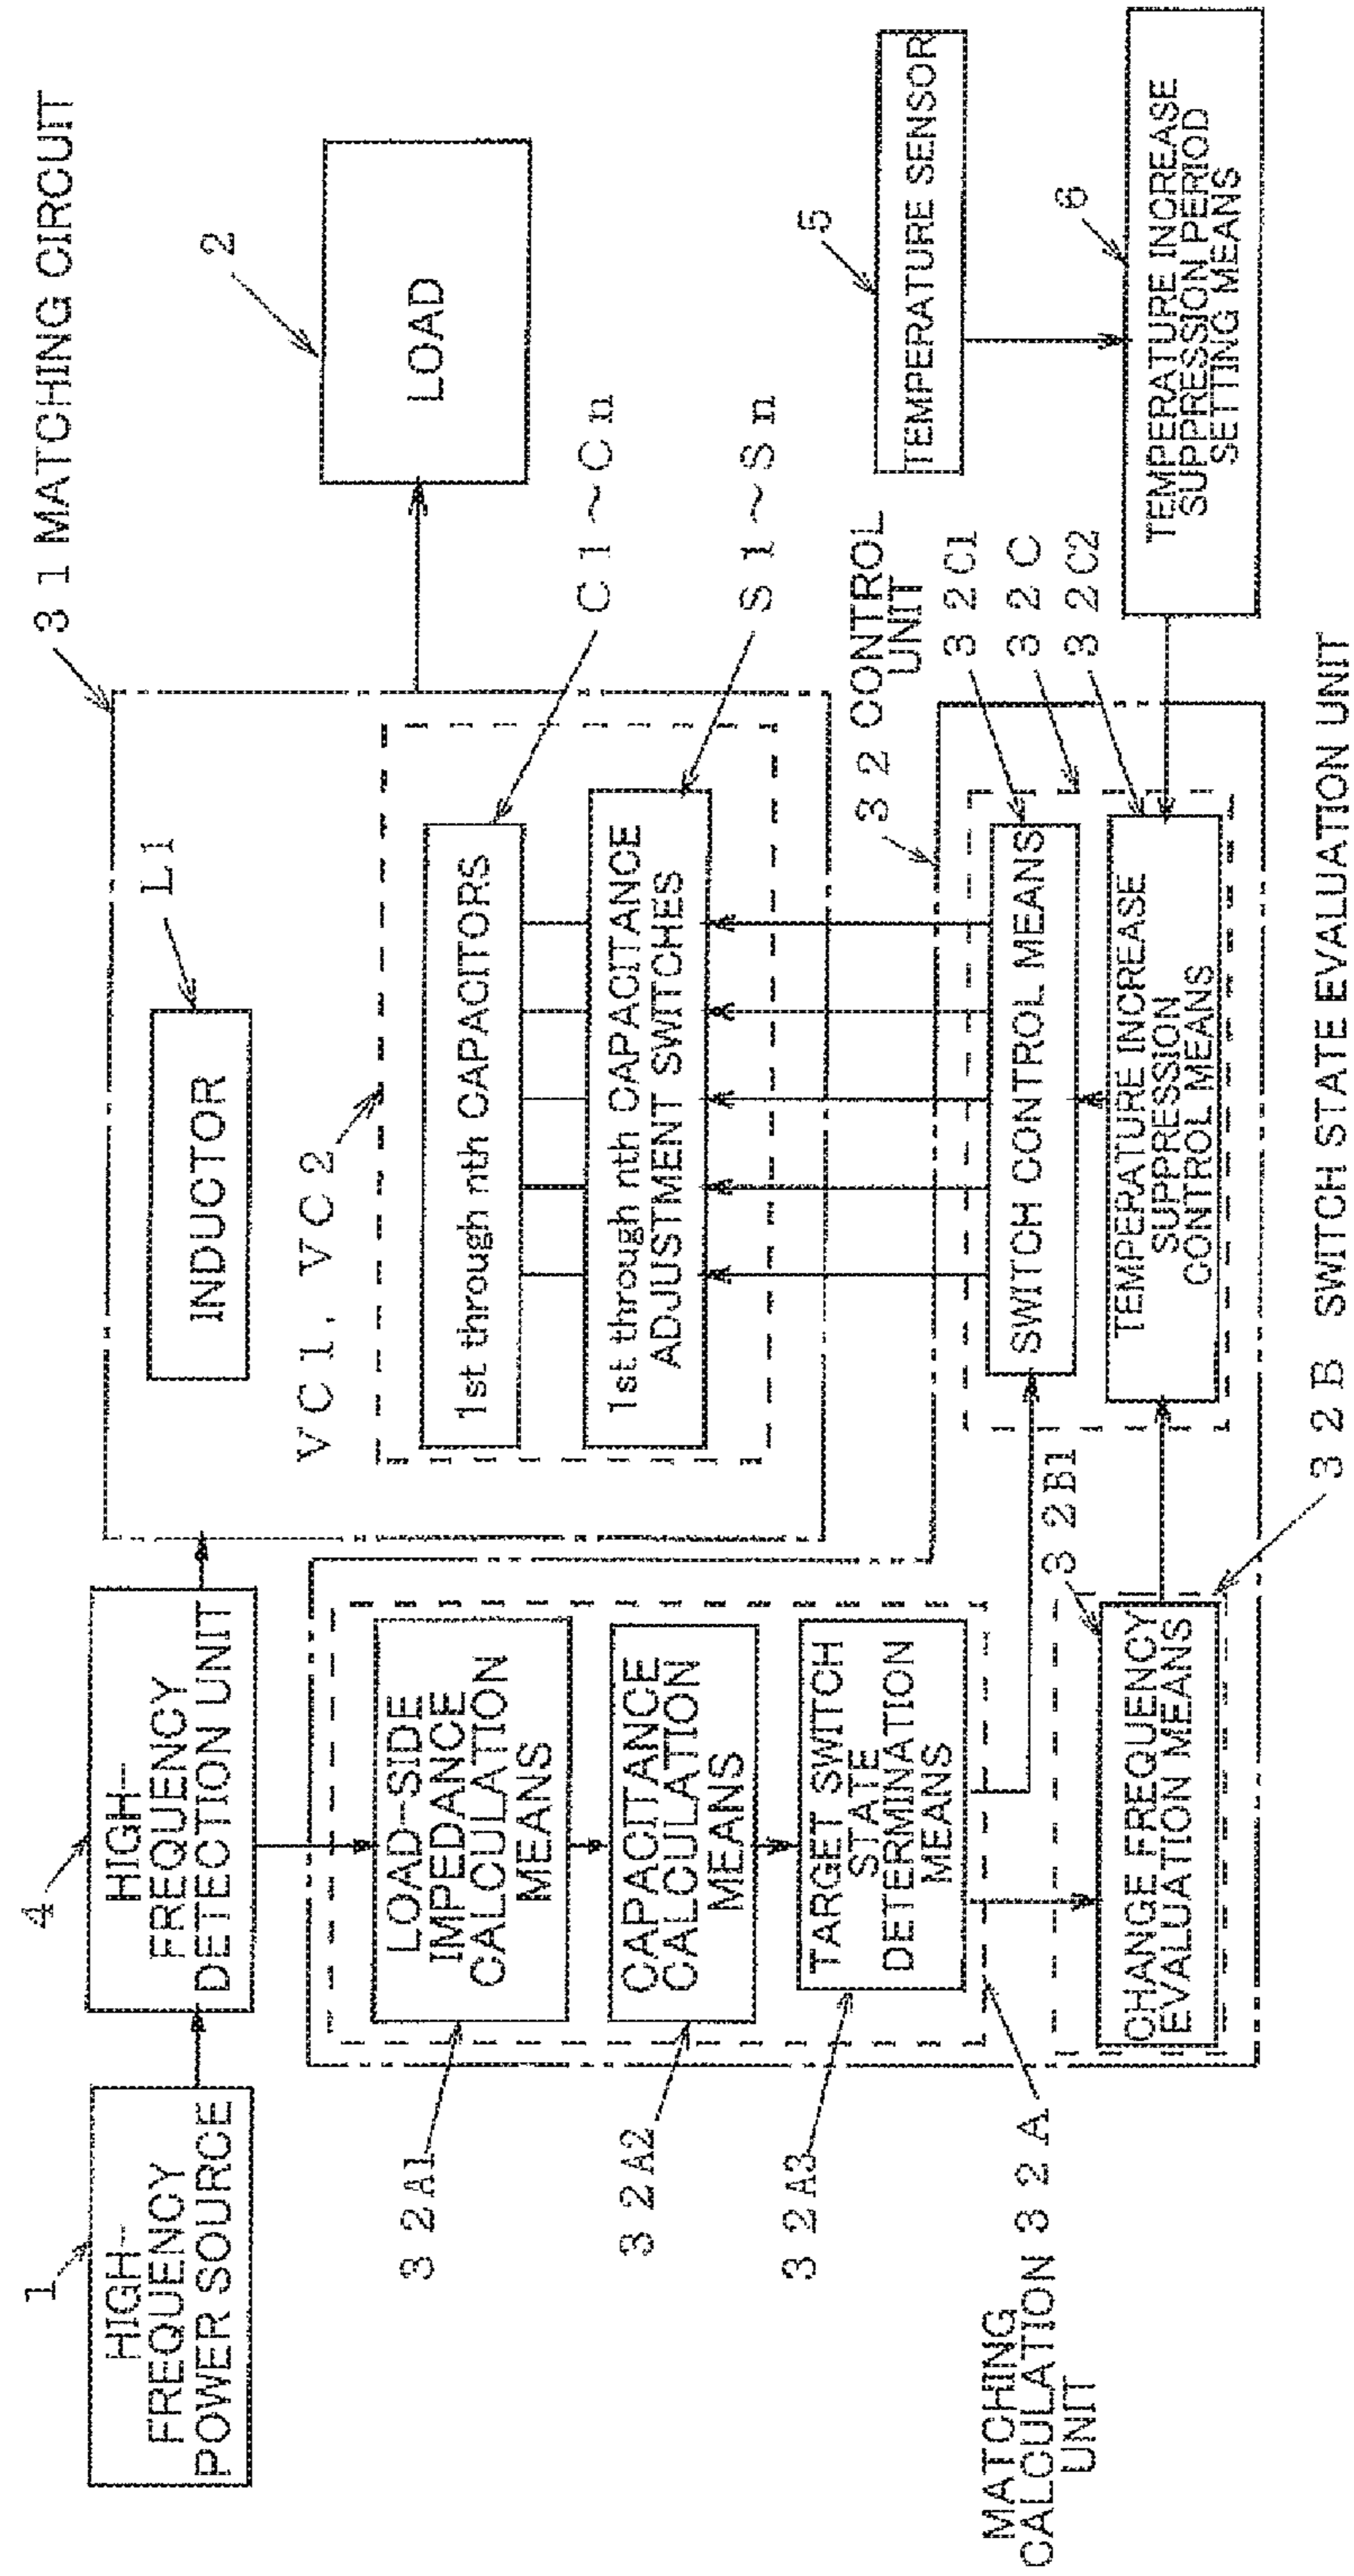 1
HIGH-
FREQUENCY
POWER SOURCE
4
HIGH-
FREQUENCY
DETECTION UNIT
31 MATCHING CIRCUIT
INDUCTOR
L1
VC1, VC2
1st through nth CAPACITORS
C1~Cn
1st through nth CAPACITANCE
ADJUSTMENT SWITCHES
S1~Sn
2
LOAD
32A1
LOAD-SIDE
IMPEDANCE
CALCULATION
MEANS
32A2
CAPACITANCE
CALCULATION
MEANS
32A3
TARGET SWITCH
STATE
DETERMINATION
MEANS
MATCHING
CALCULATION 32A
UNIT
32 CONTROL
UNIT
32C1
32C
32C2
SWITCH CONTROL MEANS
TEMPERATURE INCREASE
SUPPRESSION
CONTROL MEANS
32B1
CHANGE FREQUENCY
EVALUATION MEANS
32B SWITCH STATE EVALUATION UNIT
5
TEMPERATURE SENSOR
6
TEMPERATURE INCREASE
SUPPRESSION PERIOD
SETTING MEANS